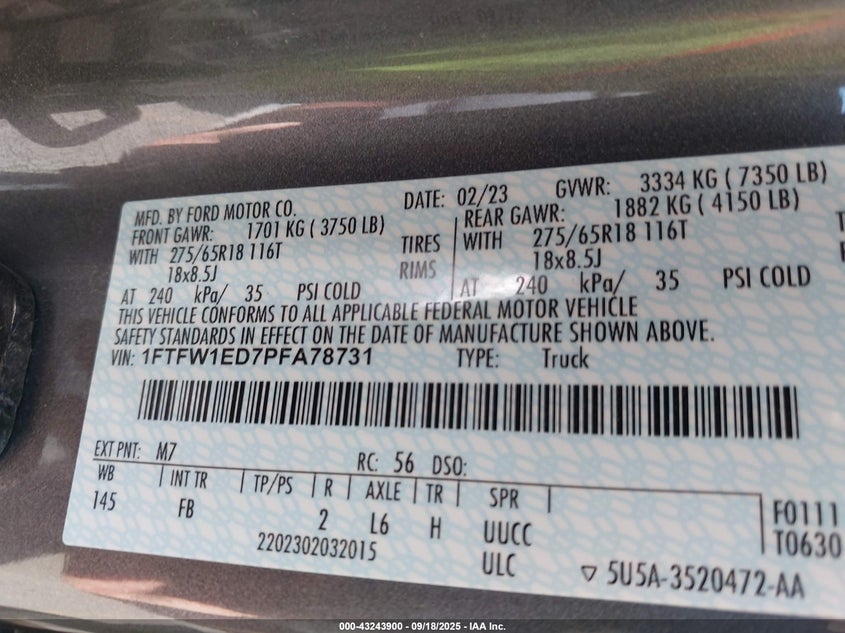 MFD. BY FORD MOTOR CO. DATE: 02/23 GVWR: 3334 KG ( 7350 LB)
FRONT GAWR: 1701 KG ( 3750 LB) REAR GAWR: 1882 KG ( 4150 LB)
WITH 275/65R18 116T TIRES WITH 275/65R18 116T
18x8.5J RIMS 18x8.5J
AT 240 kPa/ 35 PSI COLD AT 240 kPa/ 35 PSI COLD
THIS VEHICLE CONFORMS TO ALL APPLICABLE FEDERAL MOTOR VEHICLE
SAFETY STANDARDS IN EFFECT ON THE DATE OF MANUFACTURE SHOWN ABOVE.
VIN: 1FTFW1ED7PFA78731 TYPE: Truck
EXT PNT: M7 RC: 56 DSO:
WB INT TR TP/PS R AXLE TR SPR
145 FB 2 L6 H UUCC
2202302032015 ULC
F0111
T0630
▽ 5U5A-3520472-AA
000-43243900 - 09/18/2025 - IAA Inc.